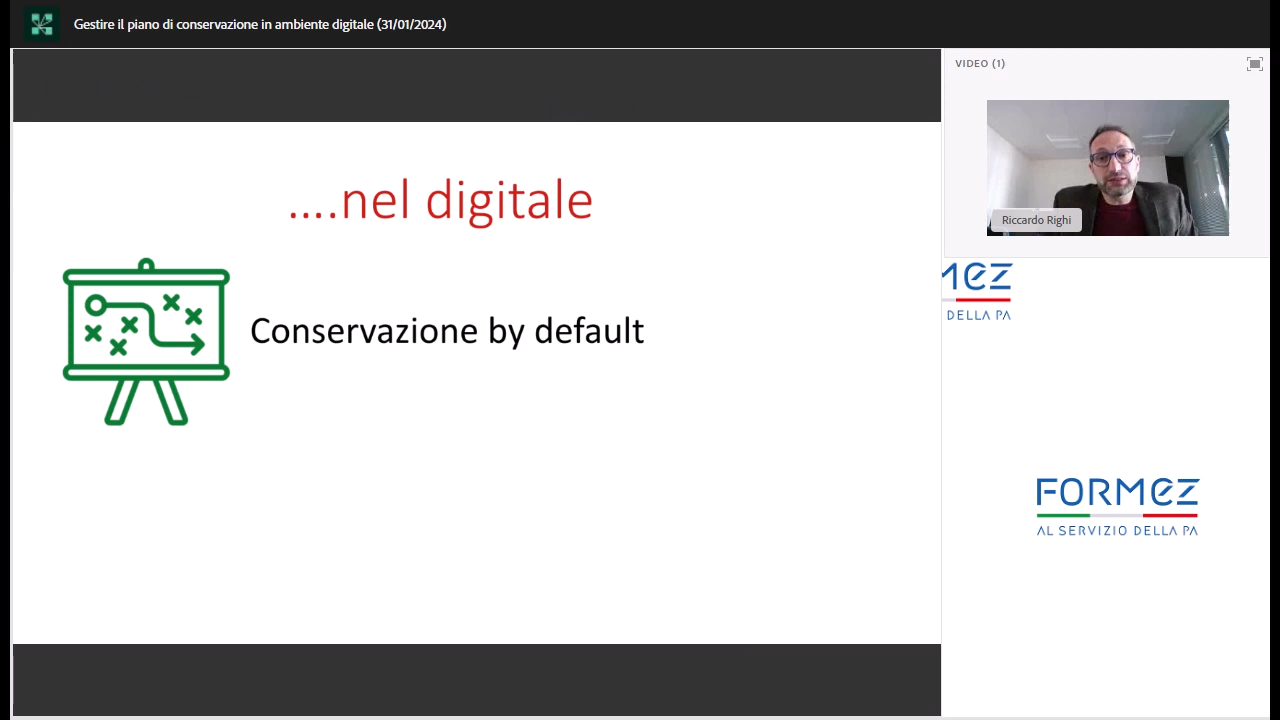 Gestire il piano di conservazione in ambiente digitale (31/01/2024)
....nel digitale
Conservazione by default
VIDEO (1)
Riccardo Righi
MEZ
DELLA PA
FORMEZ
AL SERVIZIO DELLA PA